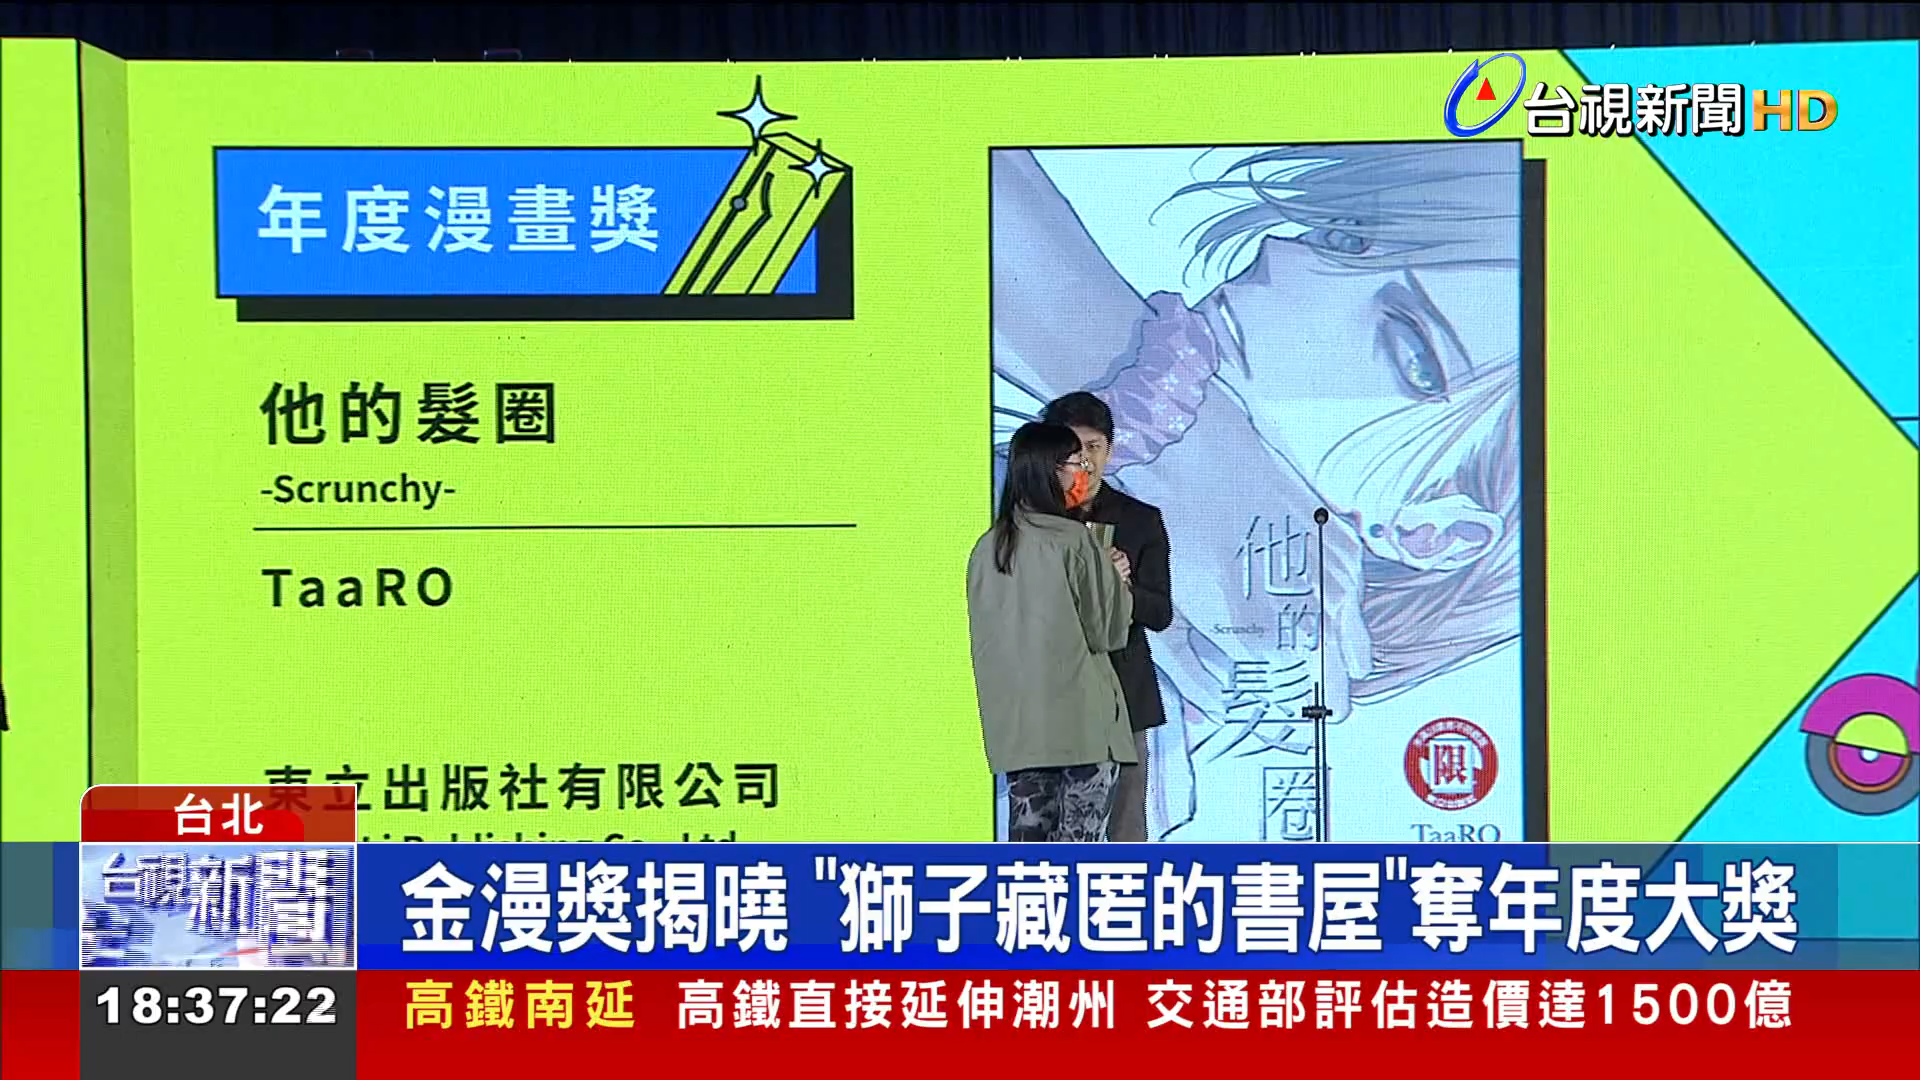 台視新聞HD
年度漫畫獎
他的髮圈
-Scrunchy-
TaaRO
東立出版社有限公司
他的髮圈
-Scrunchy-
限
TaaRO
台北
台視新聞
金漫獎揭曉 "獅子藏匿的書屋"奪年度大獎
18:37:22
高鐵南延 高鐵直接延伸潮州 交通部評估造價達1500億